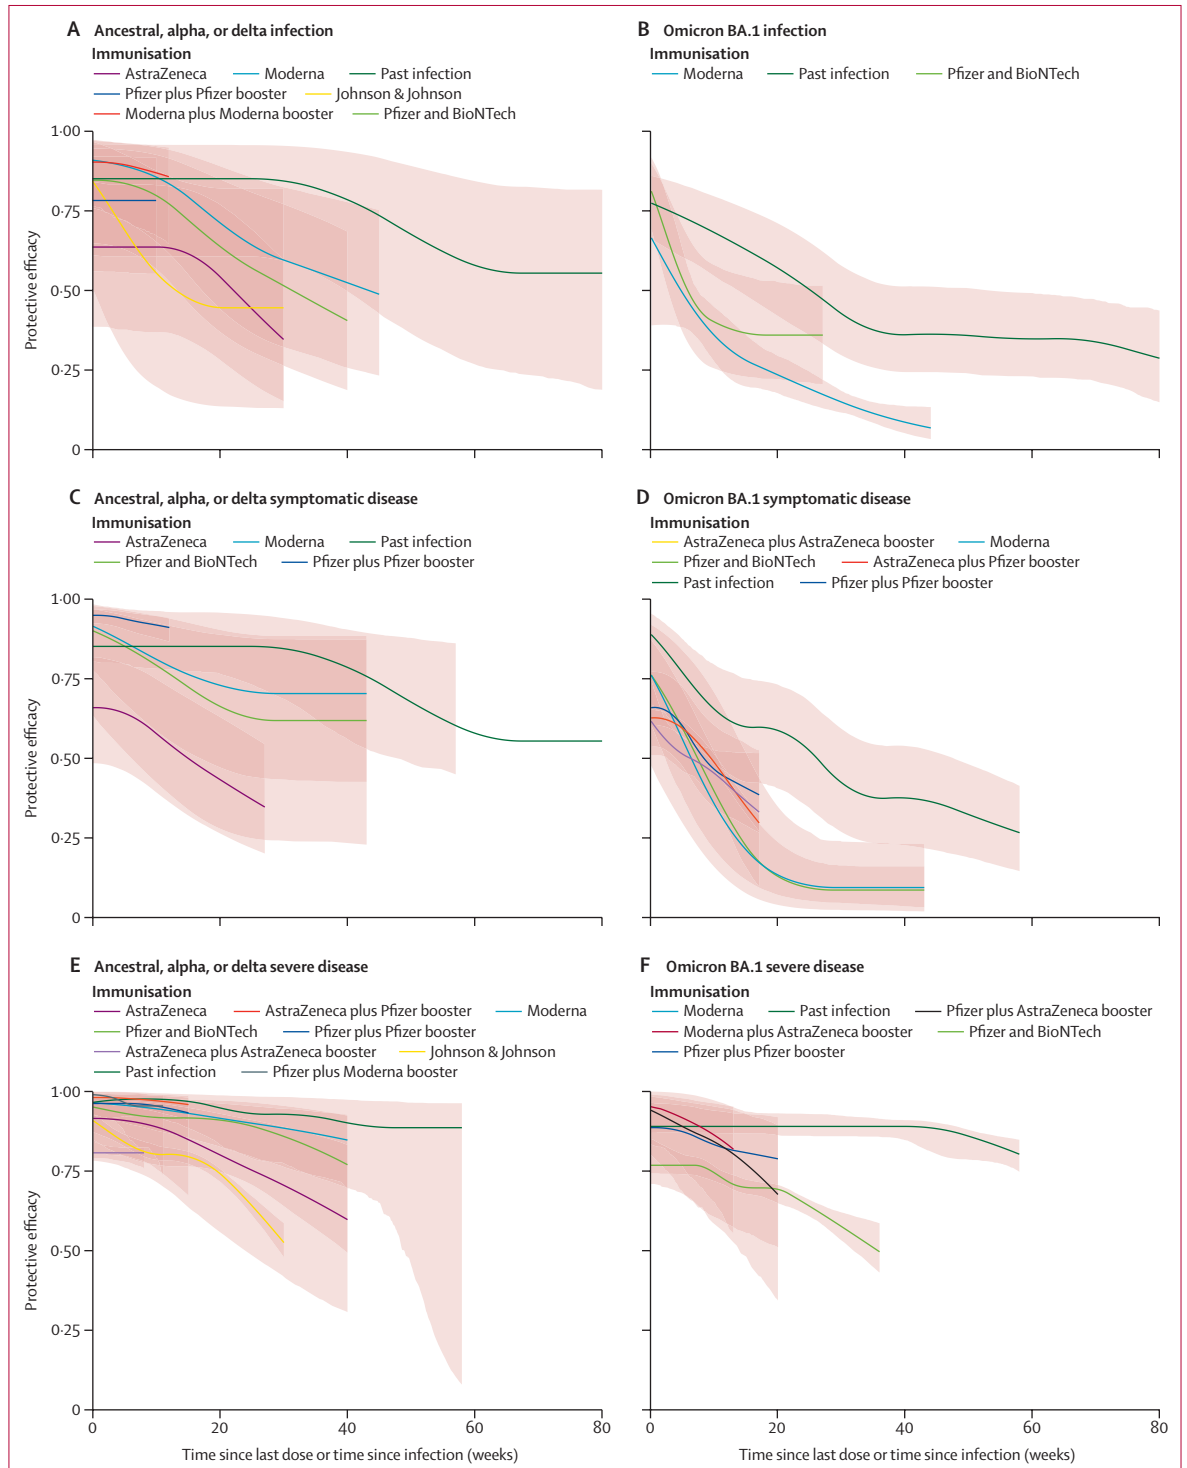 A Ancestral, alpha, or delta infection
Immunisation
AstraZeneca Moderna Past infection
Pfizer plus Pfizer booster Johnson & Johnson
Moderna plus Moderna booster Pfizer and BioNTech
1·00
0·75
0·50
0·25
0
Protective efficacy
B Omicron BA.1 infection
Immunisation
Moderna Past infection Pfizer and BioNTech
C Ancestral, alpha, or delta symptomatic disease
Immunisation
AstraZeneca Moderna Past infection
Pfizer and BioNTech Pfizer plus Pfizer booster
1·00
0·75
0·50
0·25
0
Protective efficacy
D Omicron BA.1 symptomatic disease
Immunisation
AstraZeneca plus AstraZeneca booster Moderna
Pfizer and BioNTech AstraZeneca plus Pfizer booster
Past infection Pfizer plus Pfizer booster
E Ancestral, alpha, or delta severe disease
Immunisation
AstraZeneca AstraZeneca plus Pfizer booster Moderna
Pfizer and BioNTech Pfizer plus Pfizer booster
AstraZeneca plus AstraZeneca booster Johnson & Johnson
Past infection Pfizer plus Moderna booster
1·00
0·75
0·50
0·25
0
Protective efficacy
0 20 40 60 80
Time since last dose or time since infection (weeks)
F Omicron BA.1 severe disease
Immunisation
Moderna Past infection Pfizer plus AstraZeneca booster
Moderna plus AstraZeneca booster Pfizer and BioNTech
Pfizer plus Pfizer booster
0 20 40 60 80
Time since last dose or time since infection (weeks)